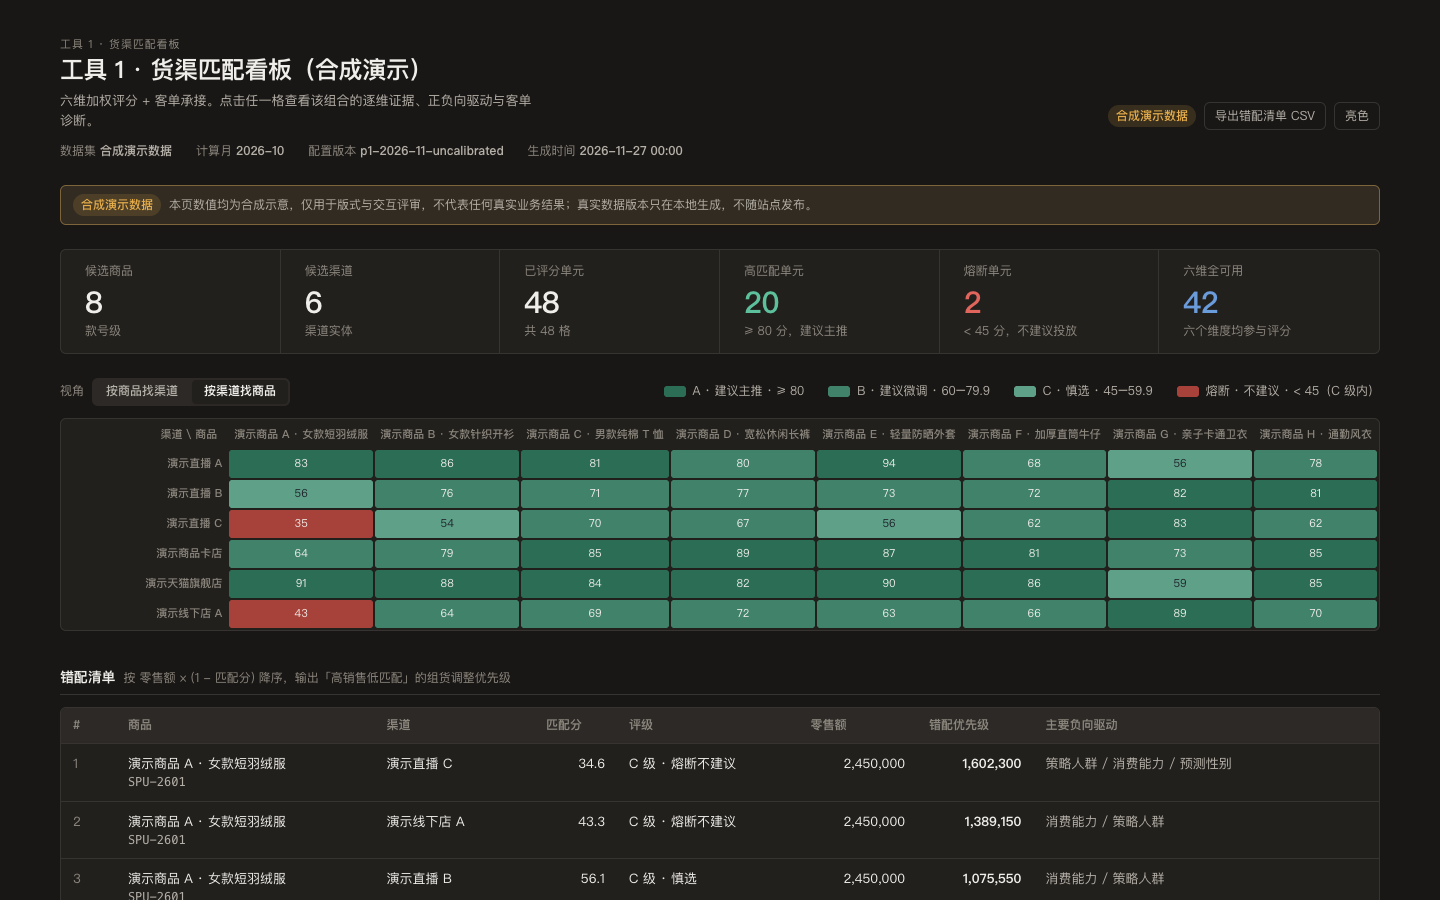 工具 1 · 货渠匹配看板
工具 1 · 货渠匹配看板（合成演示）
六维加权评分 + 客单承接。点击任一格查看该组合的逐维证据、正负向驱动与客单
诊断。
合成演示数据 导出错配清单 CSV 亮色
数据集 合成演示数据 计算月 2026-10 配置版本 p1-2026-11-uncalibrated 生成时间 2026-11-27 00:00
合成演示数据 本页数值均为合成示意，仅用于版式与交互评审，不代表任何真实业务结果；真实数据版本只在本地生成，不随站点发布。
候选商品 候选渠道 已评分单元 高匹配单元 熔断单元 六维全可用
8 6 48 20 2 42
款号级 渠道实体 共 48 格 ≥ 80 分，建议主推 < 45 分，不建议投放 六个维度均参与评分
视角 按商品找渠道 按渠道找商品 A · 建议主推 · ≥ 80 B · 建议微调 · 60–79.9 C · 慎选 · 45–59.9 熔断 · 不建议 · < 45（C 级内）
渠道 \ 商品 演示商品 A · 女款短羽绒服 演示商品 B · 女款针织开衫 演示商品 C · 男款纯棉 T 恤 演示商品 D · 宽松休闲长裤 演示商品 E · 轻量防晒外套 演示商品 F · 加厚直筒牛仔 演示商品 G · 亲子卡通卫衣 演示商品 H · 通勤风衣
演示直播 A 83 86 81 80 94 68 56 78
演示直播 B 56 76 71 77 73 72 82 81
演示直播 C 35 54 70 67 56 62 83 62
演示商品卡店 64 79 85 89 87 81 73 85
演示天猫旗舰店 91 88 84 82 90 86 59 85
演示线下店 A 43 64 69 72 63 66 89 70
错配清单 按 零售额 × (1 − 匹配分) 降序，输出「高销售低匹配」的组货调整优先级
# 商品 渠道 匹配分 评级 零售额 错配优先级 主要负向驱动
1 演示商品 A · 女款短羽绒服 演示直播 C 34.6 C 级 · 熔断不建议 2,450,000 1,602,300 策略人群 / 消费能力 / 预测性别
SPU-2601
2 演示商品 A · 女款短羽绒服 演示线下店 A 43.3 C 级 · 熔断不建议 2,450,000 1,389,150 消费能力 / 策略人群
SPU-2601
3 演示商品 A · 女款短羽绒服 演示直播 B 56.1 C 级 · 慎选 2,450,000 1,075,550 消费能力 / 策略人群
SPU-2601